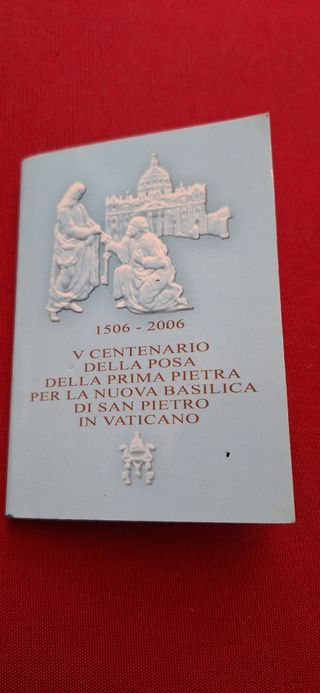 1506 - 2006
V CENTENARIO
DELLA POSA
DELLA PRIMA PIETRA
PER LA NUOVA BASILICA
DI SAN PIETRO
IN VATICANO